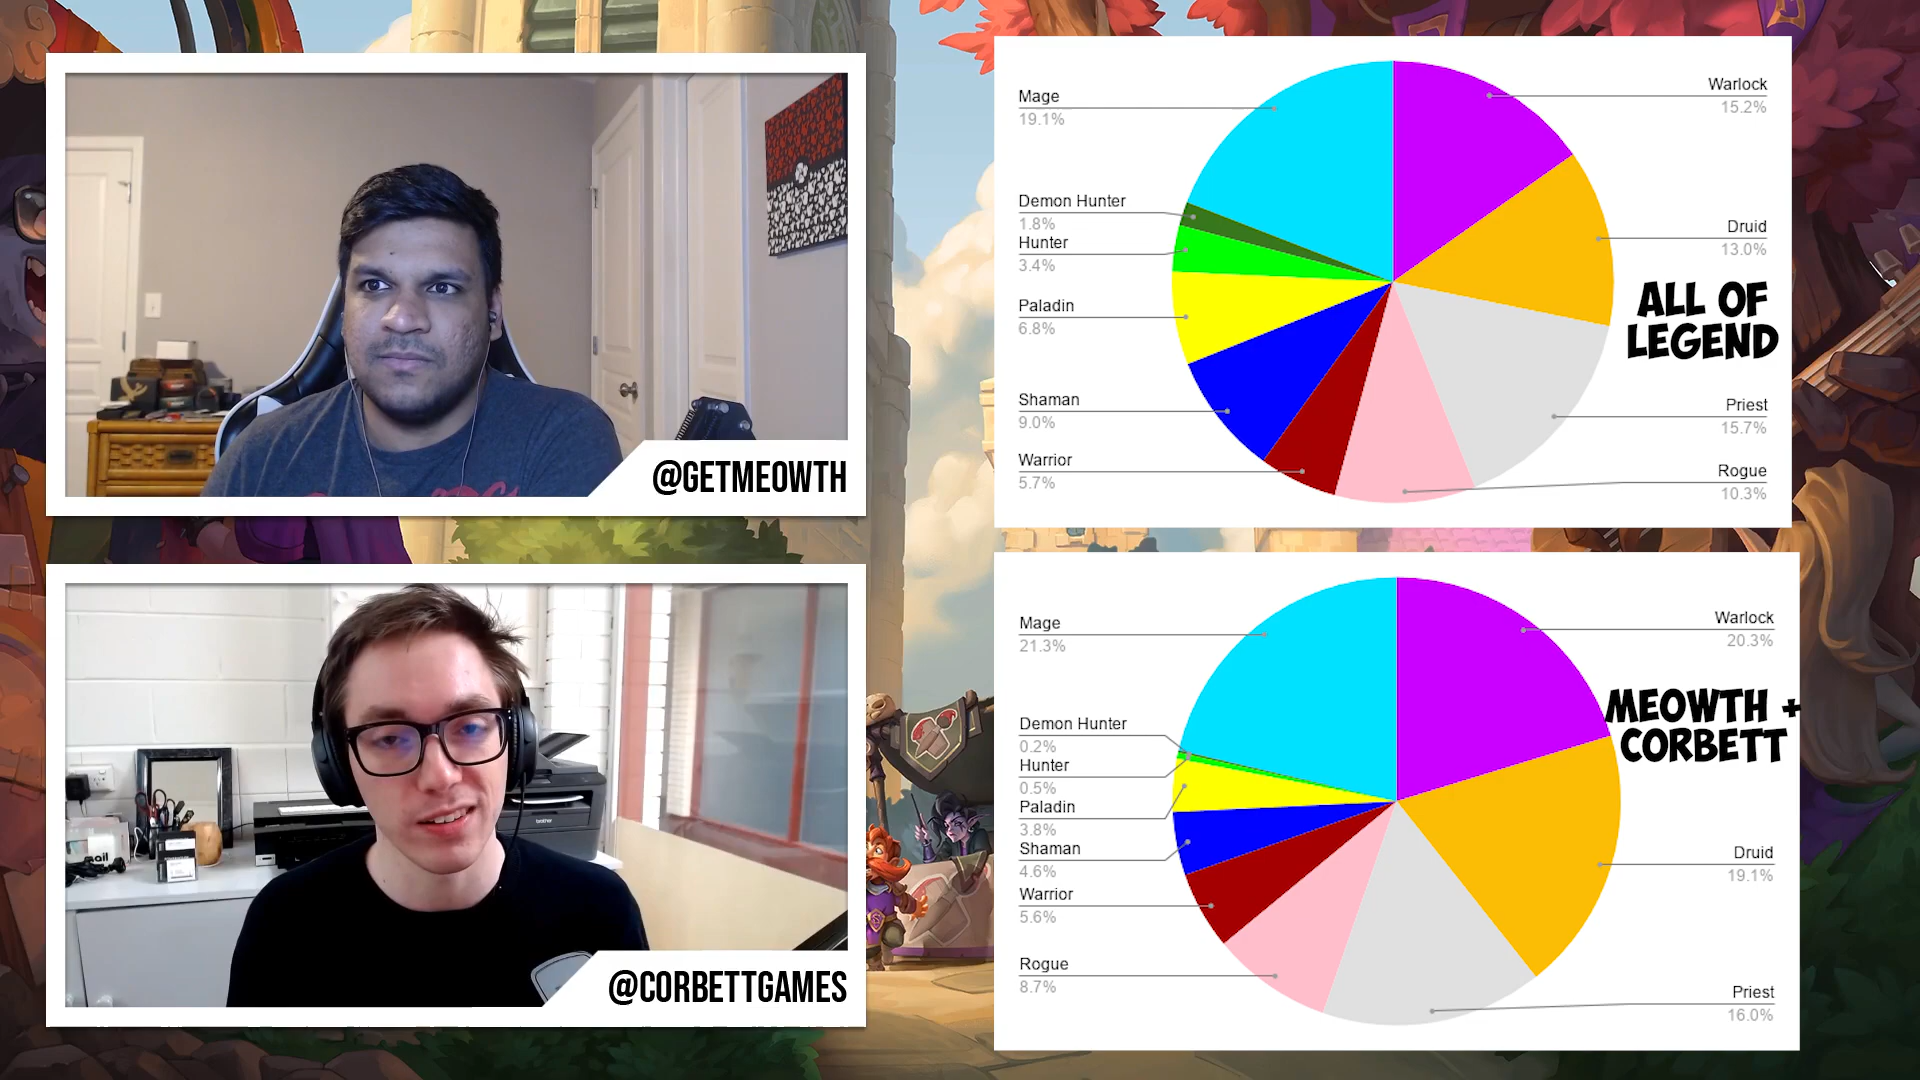 @GETMEOWTH
@CORBETTGAMES
Mage
19.1%
Demon Hunter
1.8%
Hunter
3.4%
Paladin
6.8%
Shaman
9.0%
Warrior
5.7%
Warlock
15.2%
Druid
13.0%
ALL OF
LEGEND
Priest
15.7%
Rogue
10.3%
Mage
21.3%
Demon Hunter
0.2%
Hunter
0.5%
Paladin
3.8%
Shaman
4.6%
Warrior
5.6%
Rogue
8.7%
Warlock
20.3%
MEOWTH +
CORBETT
Druid
19.1%
Priest
16.0%
mail
brother